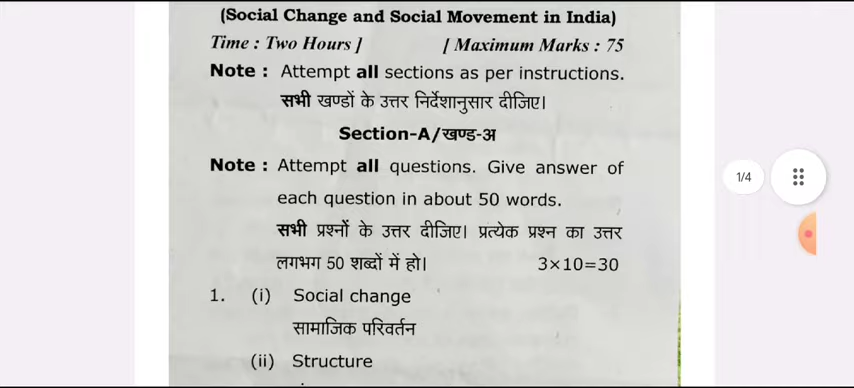 (Social Change and Social Movement in India)
Time : Two Hours ] [ Maximum Marks : 75
Note : Attempt all sections as per instructions.
सभी खण्डों के उत्तर निर्देशानुसार दीजिए।
Section-A/खण्ड-अ
Note : Attempt all questions. Give answer of
each question in about 50 words.
सभी प्रश्नों के उत्तर दीजिए। प्रत्येक प्रश्न का उत्तर
लगभग 50 शब्दों में हो। 3×10=30
1/4
1. (i) Social change
सामाजिक परिवर्तन
(ii) Structure